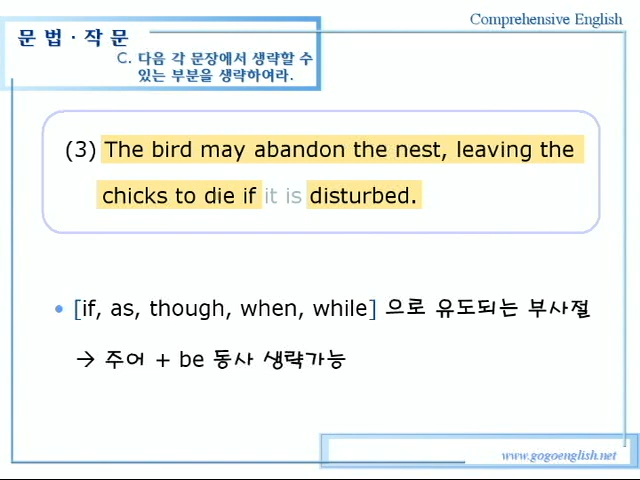 Comprehensive English
문 법 · 작 문
C. 다음 각 문장에서 생략할 수
있는 부분을 생략하여라.
(3) The bird may abandon the nest, leaving the
chicks to die if it is disturbed.
• [if, as, though, when, while] 으로 유도되는 부사절
→ 주어 + be 동사 생략가능
www.gogoenglish.net